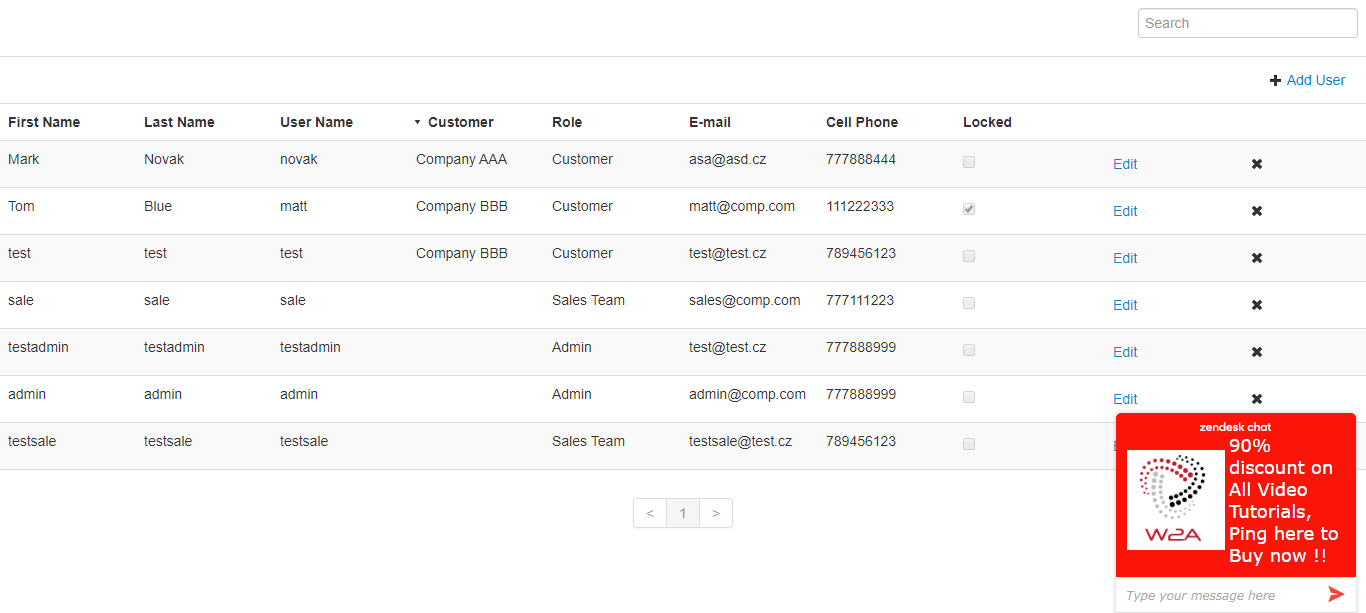 Search
Add User
First Name Last Name User Name Customer Role E-mail Cell Phone Locked
Mark Novak novak Company AAA Customer asa@asd.cz 777888444 Edit
Tom Blue matt Company BBB Customer matt@comp.com 111222333 Edit
test test test Company BBB Customer test@test.cz 789456123 Edit
sale sale sale Sales Team sales@comp.com 777111223 Edit
testadmin testadmin testadmin Admin test@test.cz 777888999 Edit
admin admin admin Admin admin@comp.com 777888999 Edit
testsale testsale testsale Sales Team testsale@test.cz 789456123
< 1 >
zendesk chat
90%
discount on
All Video
Tutorials,
Ping here to
Buy now !!
W2A
Type your message here